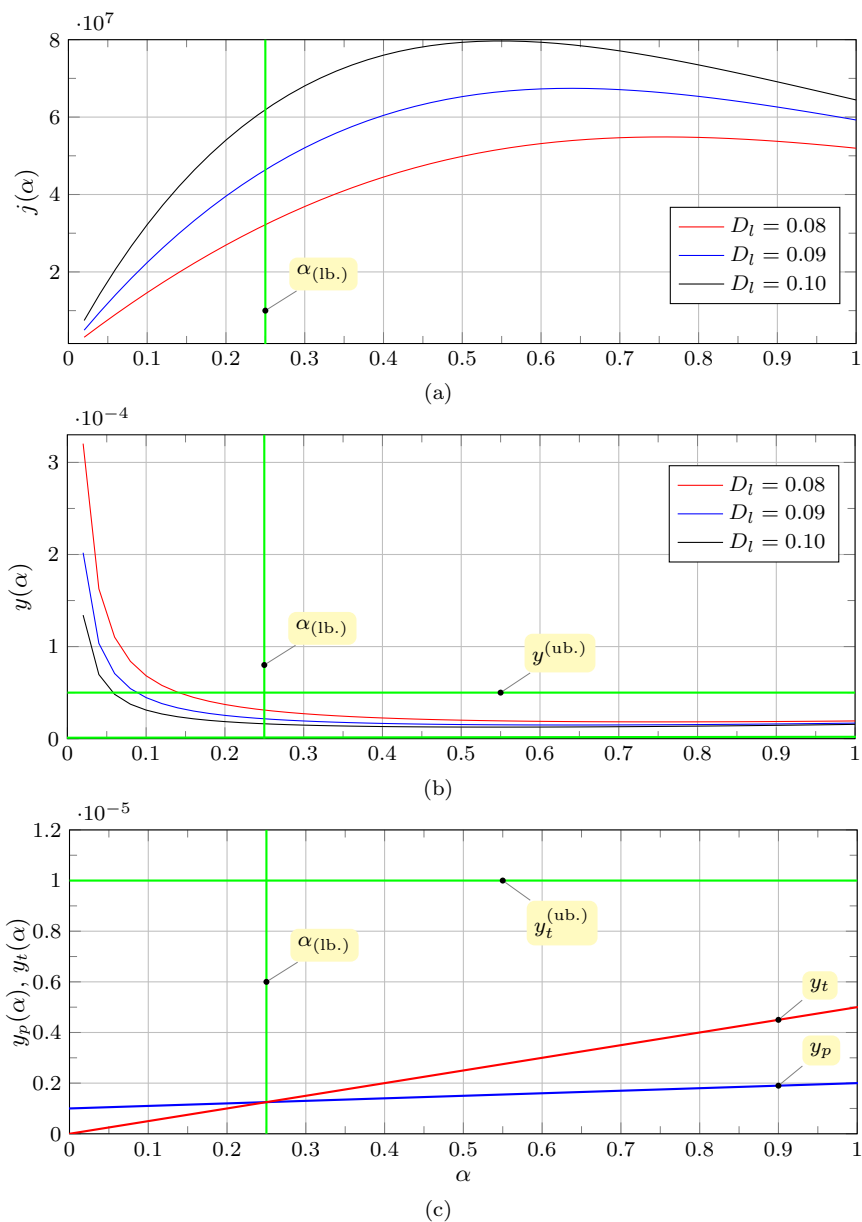 ·10^7
8
6
4
2
j(α)
D_l = 0.08
D_l = 0.09
D_l = 0.10
α_(lb.)
0 0.1 0.2 0.3 0.4 0.5 0.6 0.7 0.8 0.9 1
(a)
·10^−4
3
2
1
0
y(α)
D_l = 0.08
D_l = 0.09
D_l = 0.10
α_(lb.)
y^(ub.)
0 0.1 0.2 0.3 0.4 0.5 0.6 0.7 0.8 0.9 1
(b)
·10^−5
1.2
1
0.8
0.6
0.4
0.2
0
y_p(α), y_t(α)
y_t^(ub.)
α_(lb.)
y_t
y_p
0 0.1 0.2 0.3 0.4 0.5 0.6 0.7 0.8 0.9 1
α
(c)